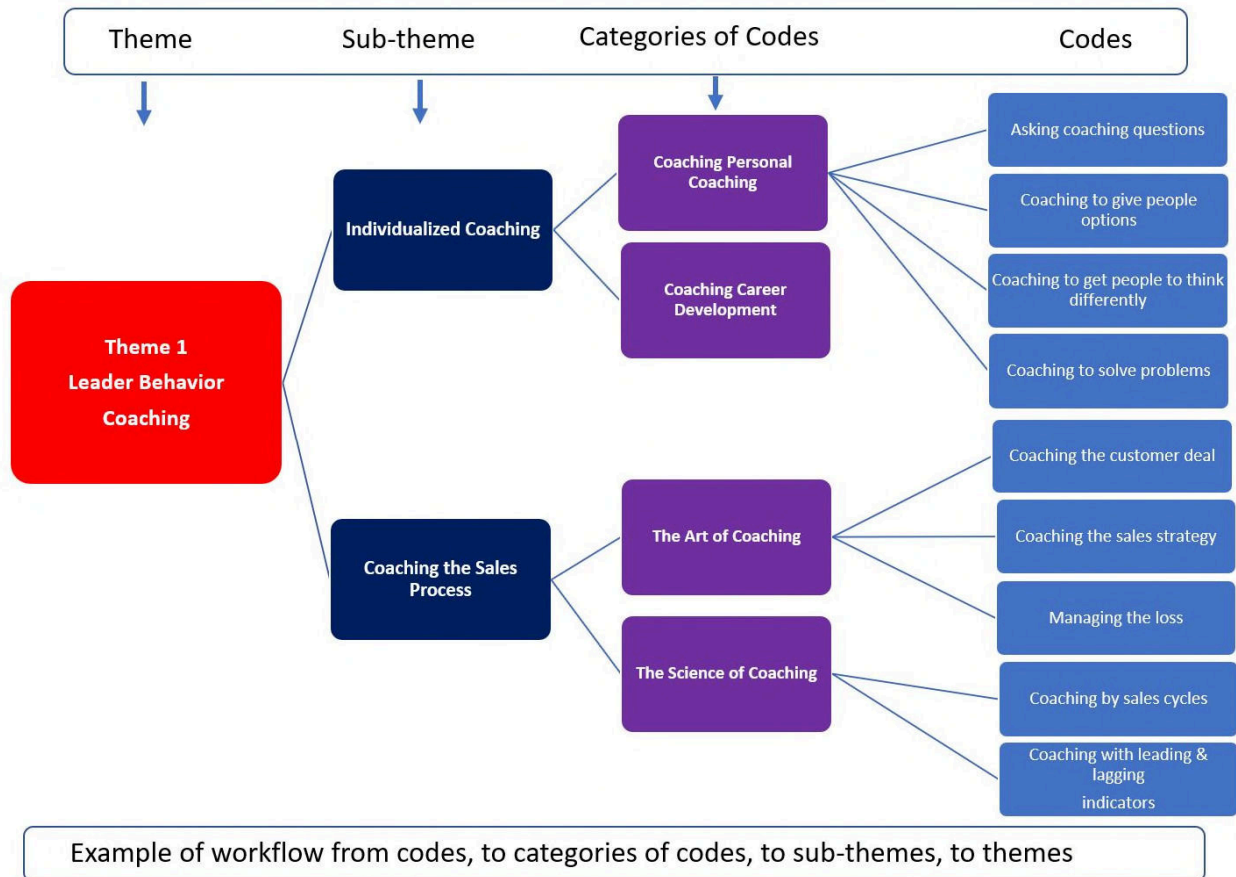 Theme Sub-theme Categories of Codes Codes
Asking coaching questions
Coaching Personal
Coaching
Coaching to give people
options
Individualized Coaching
Coaching to get people to think
differently
Coaching Career
Development
Theme 1
Leader Behavior
Coaching
Coaching to solve problems
Coaching the customer deal
The Art of Coaching
Coaching the sales strategy
Coaching the Sales
Process
Managing the loss
The Science of Coaching
Coaching by sales cycles
Coaching with leading &
lagging
indicators
Example of workflow from codes, to categories of codes, to sub-themes, to themes